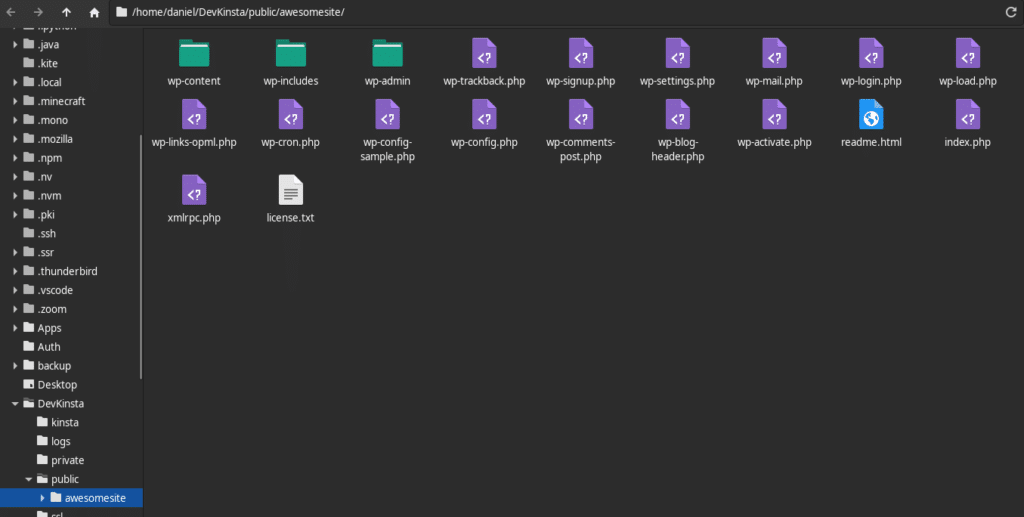 /home/daniel/DevKinsta/public/awesomesite/
.ipython
.java
.kite
.local
.minecraft
.mono
.mozilla
.npm
.nv
.nvm
.pki
.ssh
.ssr
.thunderbird
.vscode
.zoom
Apps
Auth
backup
Desktop
DevKinsta
kinsta
logs
private
public
awesomesite
ssl
wp-content
wp-includes
wp-admin
wp-trackback.php
wp-signup.php
wp-settings.php
wp-mail.php
wp-login.php
wp-load.php
wp-links-opml.php
wp-cron.php
wp-config-
sample.php
wp-config.php
wp-comments-
post.php
wp-blog-
header.php
wp-activate.php
readme.html
index.php
xmlrpc.php
license.txt